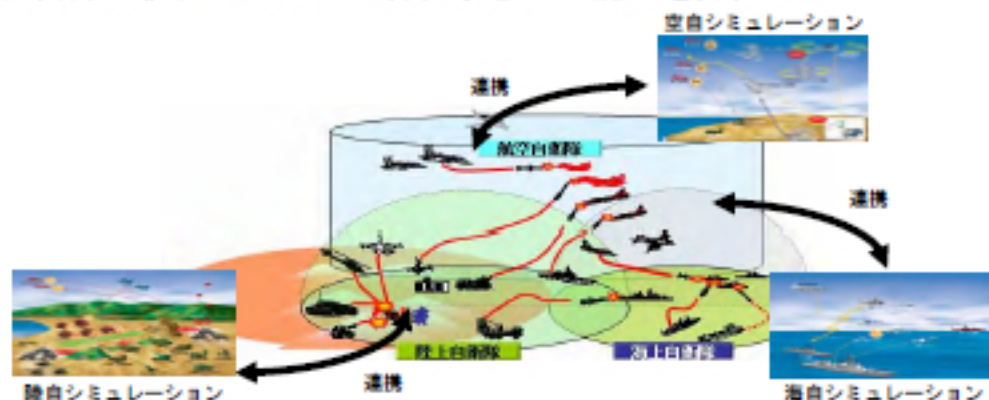 空自シミュレーション
連携
航空自衛隊
連携
陸上自衛隊
海上自衛隊
連携
陸自シミュレーション
海自シミュレーション